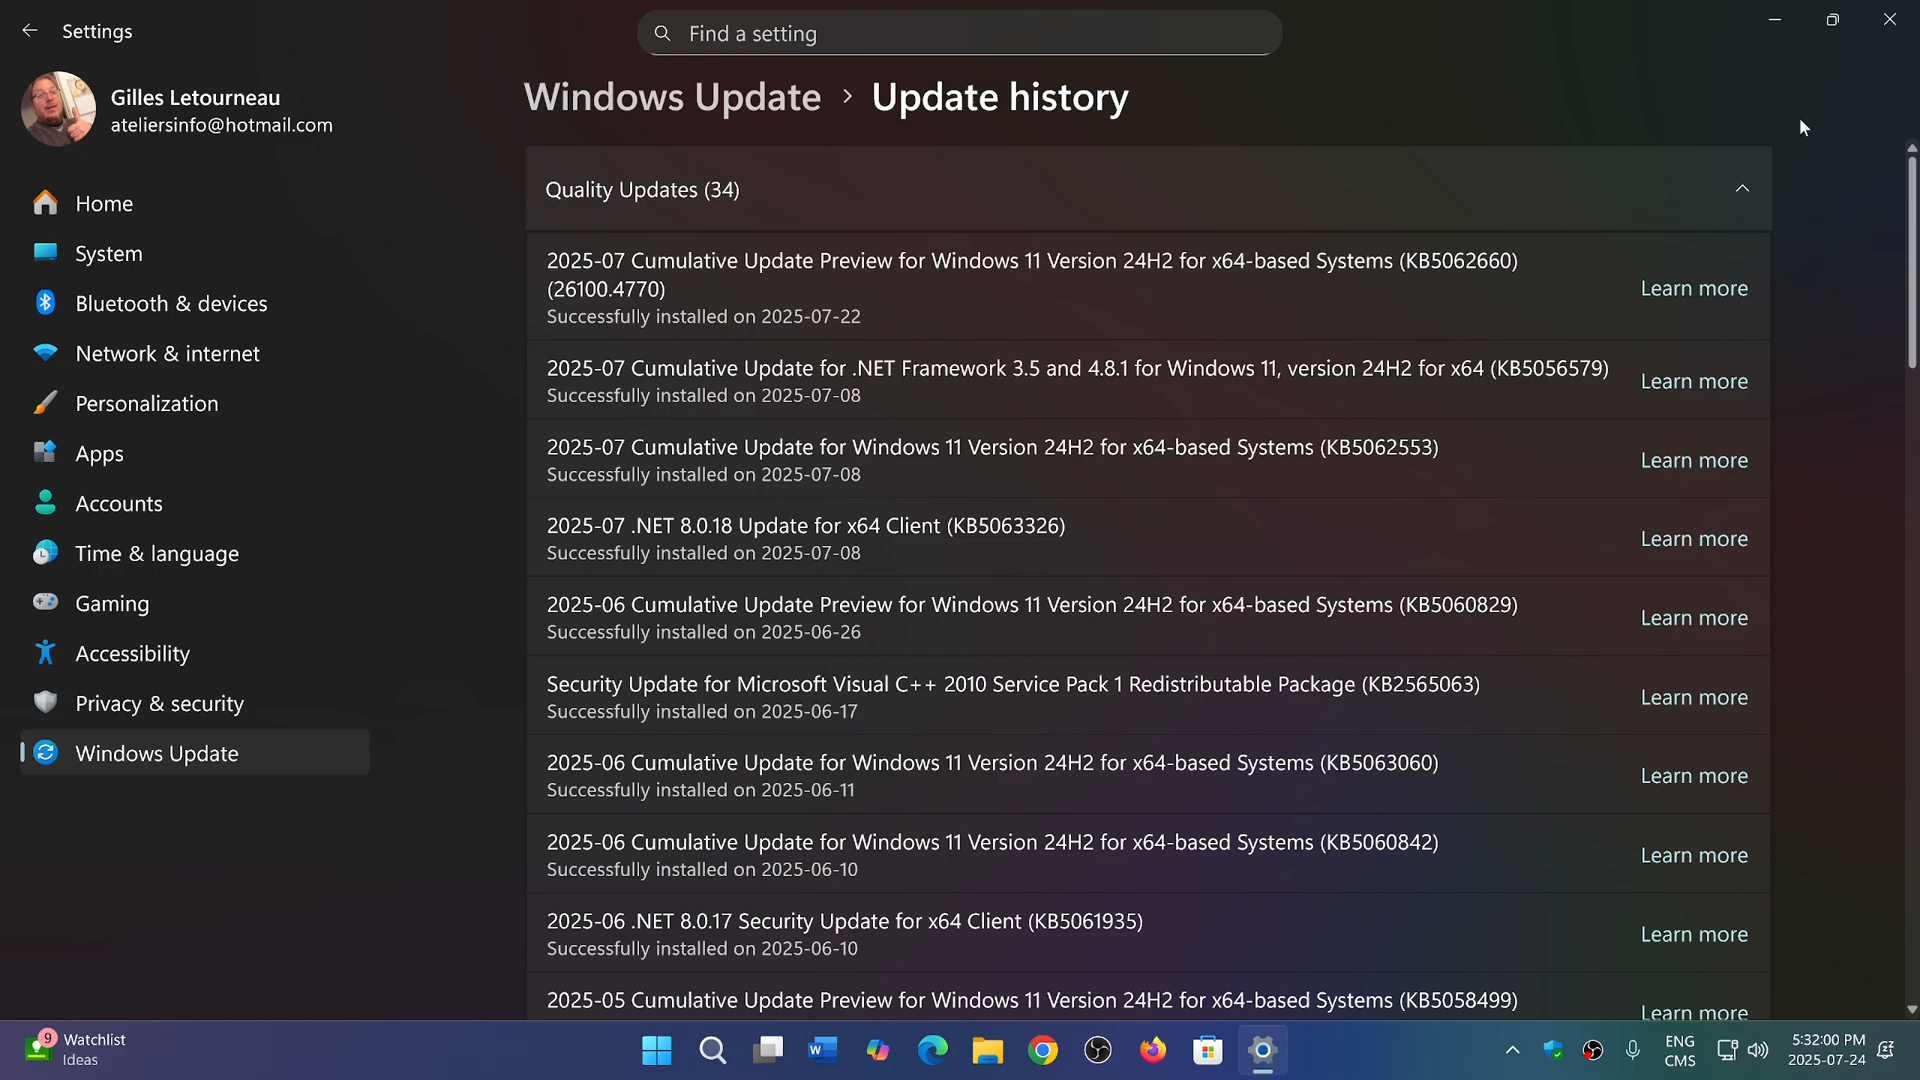 Settings
Find a setting
Gilles Letourneau
ateliersinfo@hotmail.com
Home
System
Bluetooth & devices
Network & internet
Personalization
Apps
Accounts
Time & language
Gaming
Accessibility
Privacy & security
Windows Update
Windows Update > Update history
Quality Updates (34)
2025-07 Cumulative Update Preview for Windows 11 Version 24H2 for x64-based Systems (KB5062660)
(26100.4770)
Successfully installed on 2025-07-22
Learn more
2025-07 Cumulative Update for .NET Framework 3.5 and 4.8.1 for Windows 11, version 24H2 for x64 (KB5056579)
Successfully installed on 2025-07-08
Learn more
2025-07 Cumulative Update for Windows 11 Version 24H2 for x64-based Systems (KB5062553)
Successfully installed on 2025-07-08
Learn more
2025-07 .NET 8.0.18 Update for x64 Client (KB5063326)
Successfully installed on 2025-07-08
Learn more
2025-06 Cumulative Update Preview for Windows 11 Version 24H2 for x64-based Systems (KB5060829)
Successfully installed on 2025-06-26
Learn more
Security Update for Microsoft Visual C++ 2010 Service Pack 1 Redistributable Package (KB2565063)
Successfully installed on 2025-06-17
Learn more
2025-06 Cumulative Update for Windows 11 Version 24H2 for x64-based Systems (KB5063060)
Successfully installed on 2025-06-11
Learn more
2025-06 Cumulative Update for Windows 11 Version 24H2 for x64-based Systems (KB5060842)
Successfully installed on 2025-06-10
Learn more
2025-06 .NET 8.0.17 Security Update for x64 Client (KB5061935)
Successfully installed on 2025-06-10
Learn more
2025-05 Cumulative Update Preview for Windows 11 Version 24H2 for x64-based Systems (KB5058499)
Learn more
9
Watchlist
Ideas
ENG
CMS
5:32:00 PM
2025-07-24